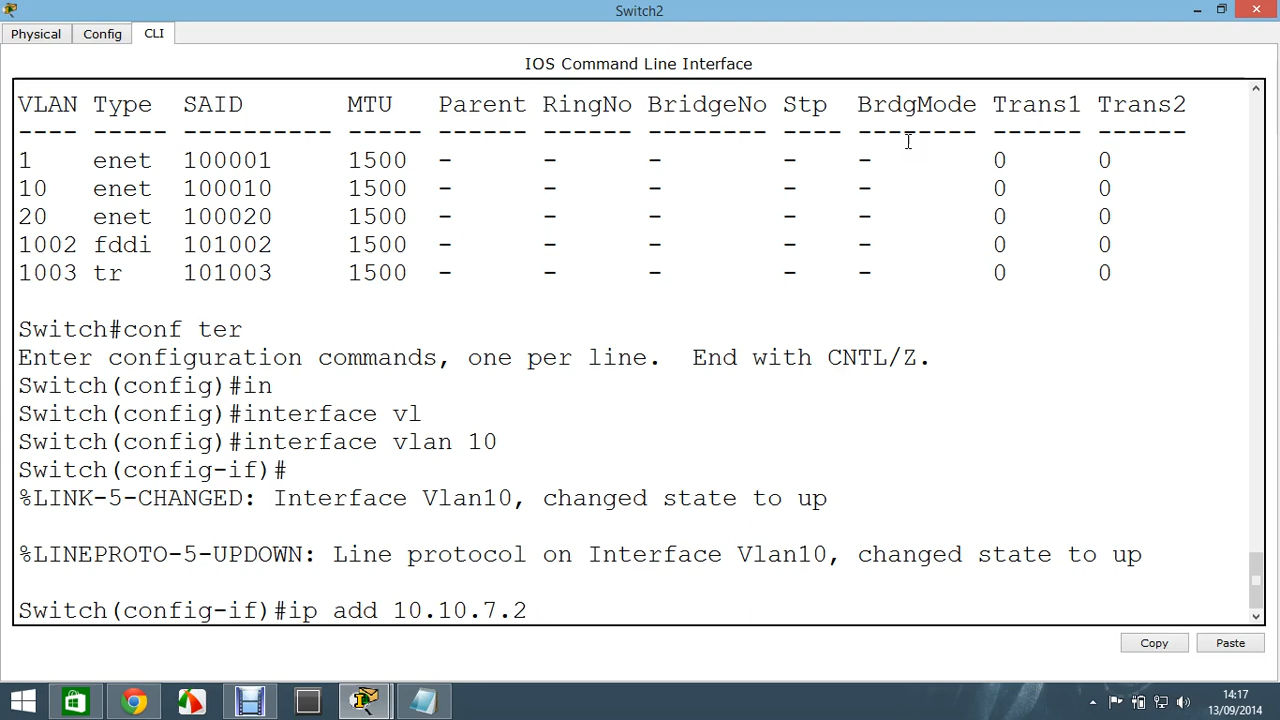 Switch2
Physical Config CLI
IOS Command Line Interface
VLAN Type SAID MTU Parent RingNo BridgeNo Stp BrdgMode Trans1 Trans2
---- ----- ---------- ----- ------ ------ -------- ---- -------- ------ ------
1 enet 100001 1500 - - - - - 0 0
10 enet 100010 1500 - - - - - 0 0
20 enet 100020 1500 - - - - - 0 0
1002 fddi 101002 1500 - - - - - 0 0
1003 tr 101003 1500 - - - - - 0 0
Switch#conf ter
Enter configuration commands, one per line. End with CNTL/Z.
Switch(config)#in
Switch(config)#interface vl
Switch(config)#interface vlan 10
Switch(config-if)#
%LINK-5-CHANGED: Interface Vlan10, changed state to up
%LINEPROTO-5-UPDOWN: Line protocol on Interface Vlan10, changed state to up
Switch(config-if)#ip add 10.10.7.2
Copy Paste
14:17
13/09/2014